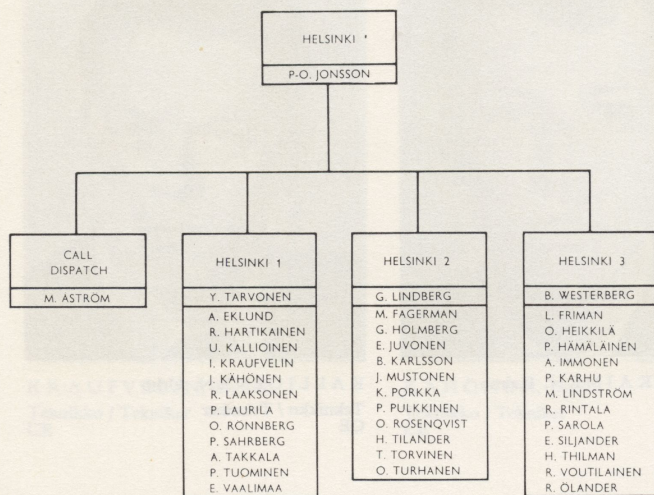 HELSINKI
P-O. JONSSON
CALL
DISPATCH
M. ÅSTRÖM
HELSINKI 1
Y. TARVONEN
A. EKLUND
R. HARTIKAINEN
U. KALLIOINEN
I. KRAUFVELIN
J. KÄHÖNEN
R. LAAKSONEN
P. LAURILA
O. RÖNNBERG
P. SAHRBERG
A. TAKKALA
P. TUOMINEN
E. VAALIMAA
HELSINKI 2
G. LINDBERG
M. FAGERMAN
G. HOLMBERG
E. JUVONEN
B. KARLSSON
J. MUSTONEN
K. PORKKA
P. PULKKINEN
O. ROSENQVIST
H. TILANDER
T. TORVINEN
O. TURHANEN
HELSINKI 3
B. WESTERBERG
L. FRIMAN
O. HEIKKILÄ
P. HÄMÄLÄINEN
A. IMMONEN
P. KARHU
M. LINDSTRÖM
R. RINTALA
P. SAROLA
E. SILJANDER
H. THILMAN
R. VOUTILAINEN
R. ÖLANDER